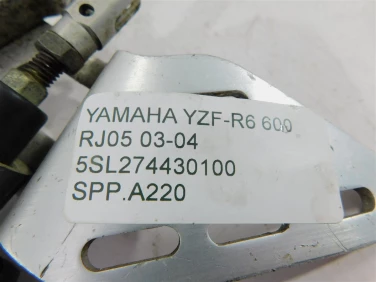 YAMAHA YZF-R6 600
RJ05 03-04
5SL274430100
SPP.A220